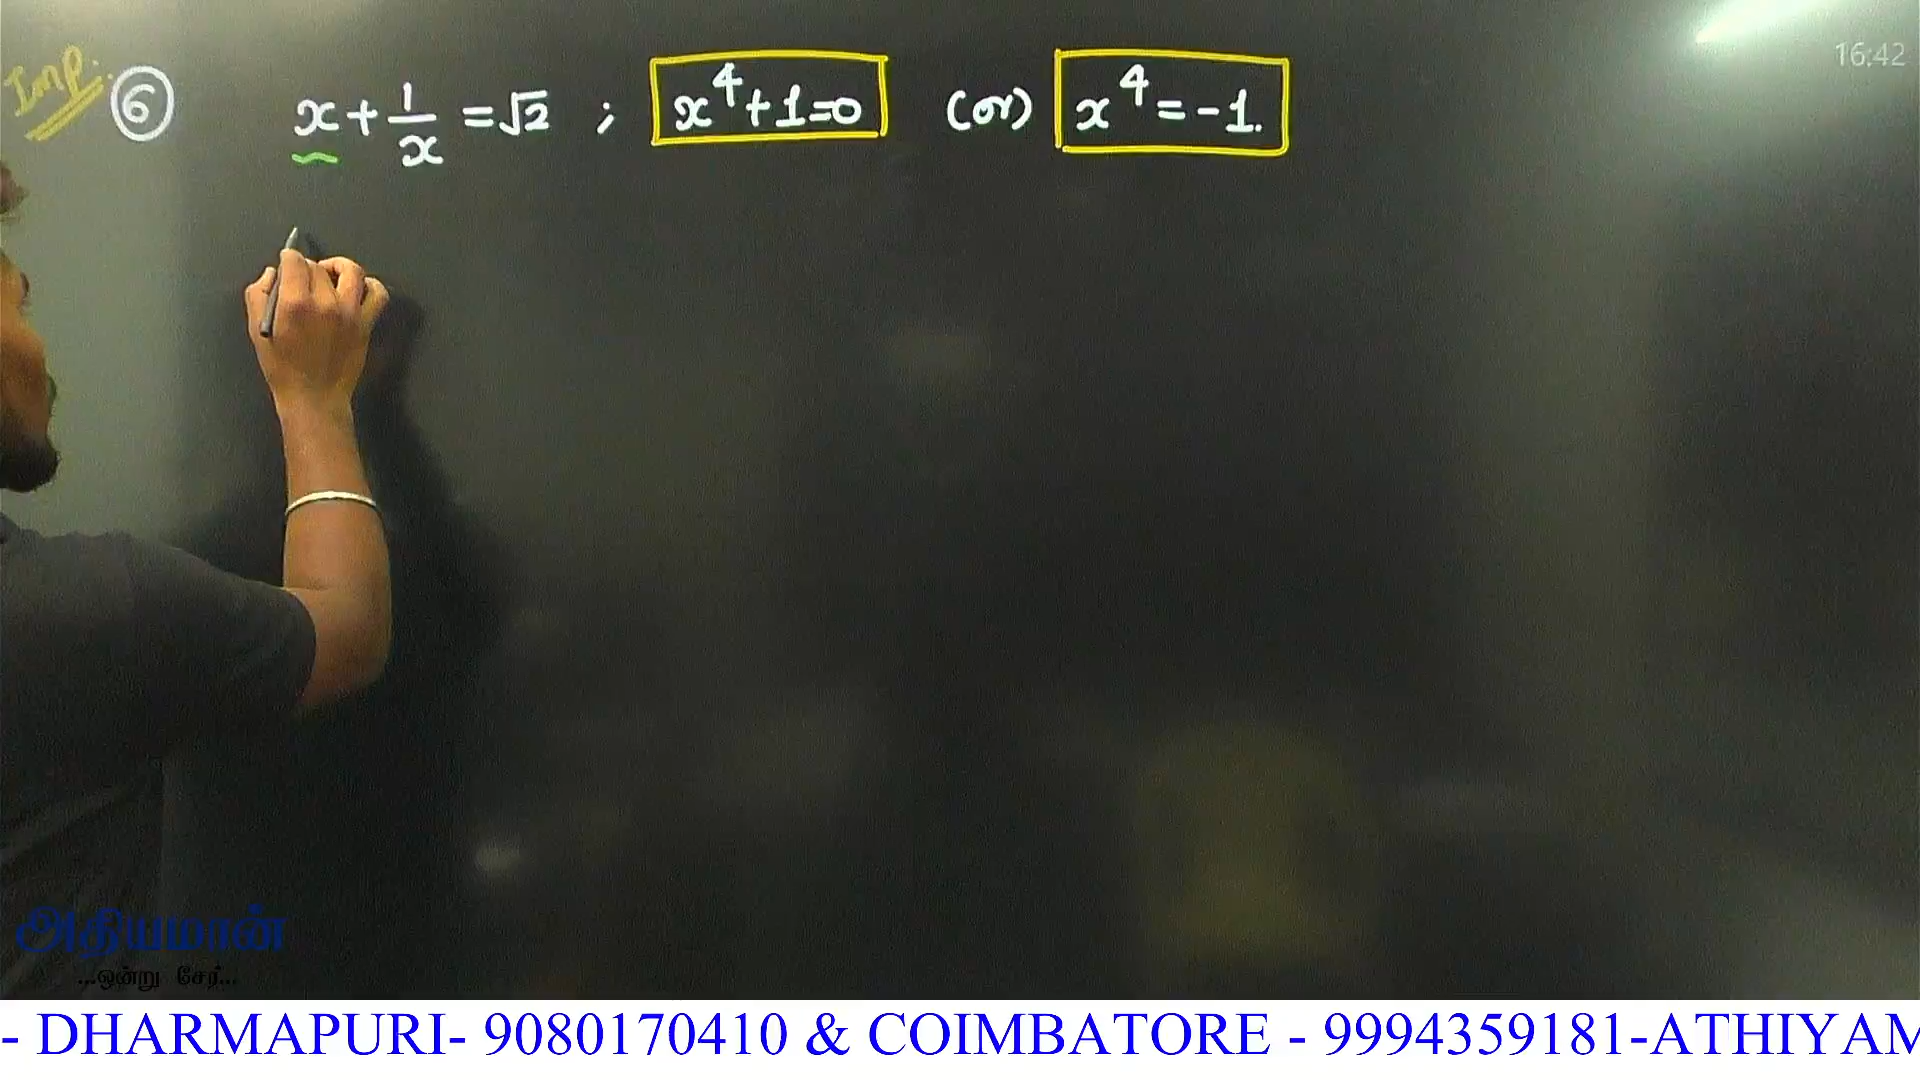 16:42
Imp.
⑥ x + 1/x = √2 ; x⁴+1=0 (or) x⁴ = -1.
அதியமான்
...ஒன்று சேர்...
- DHARMAPURI- 9080170410 & COIMBATORE - 9994359181-ATHIYAM